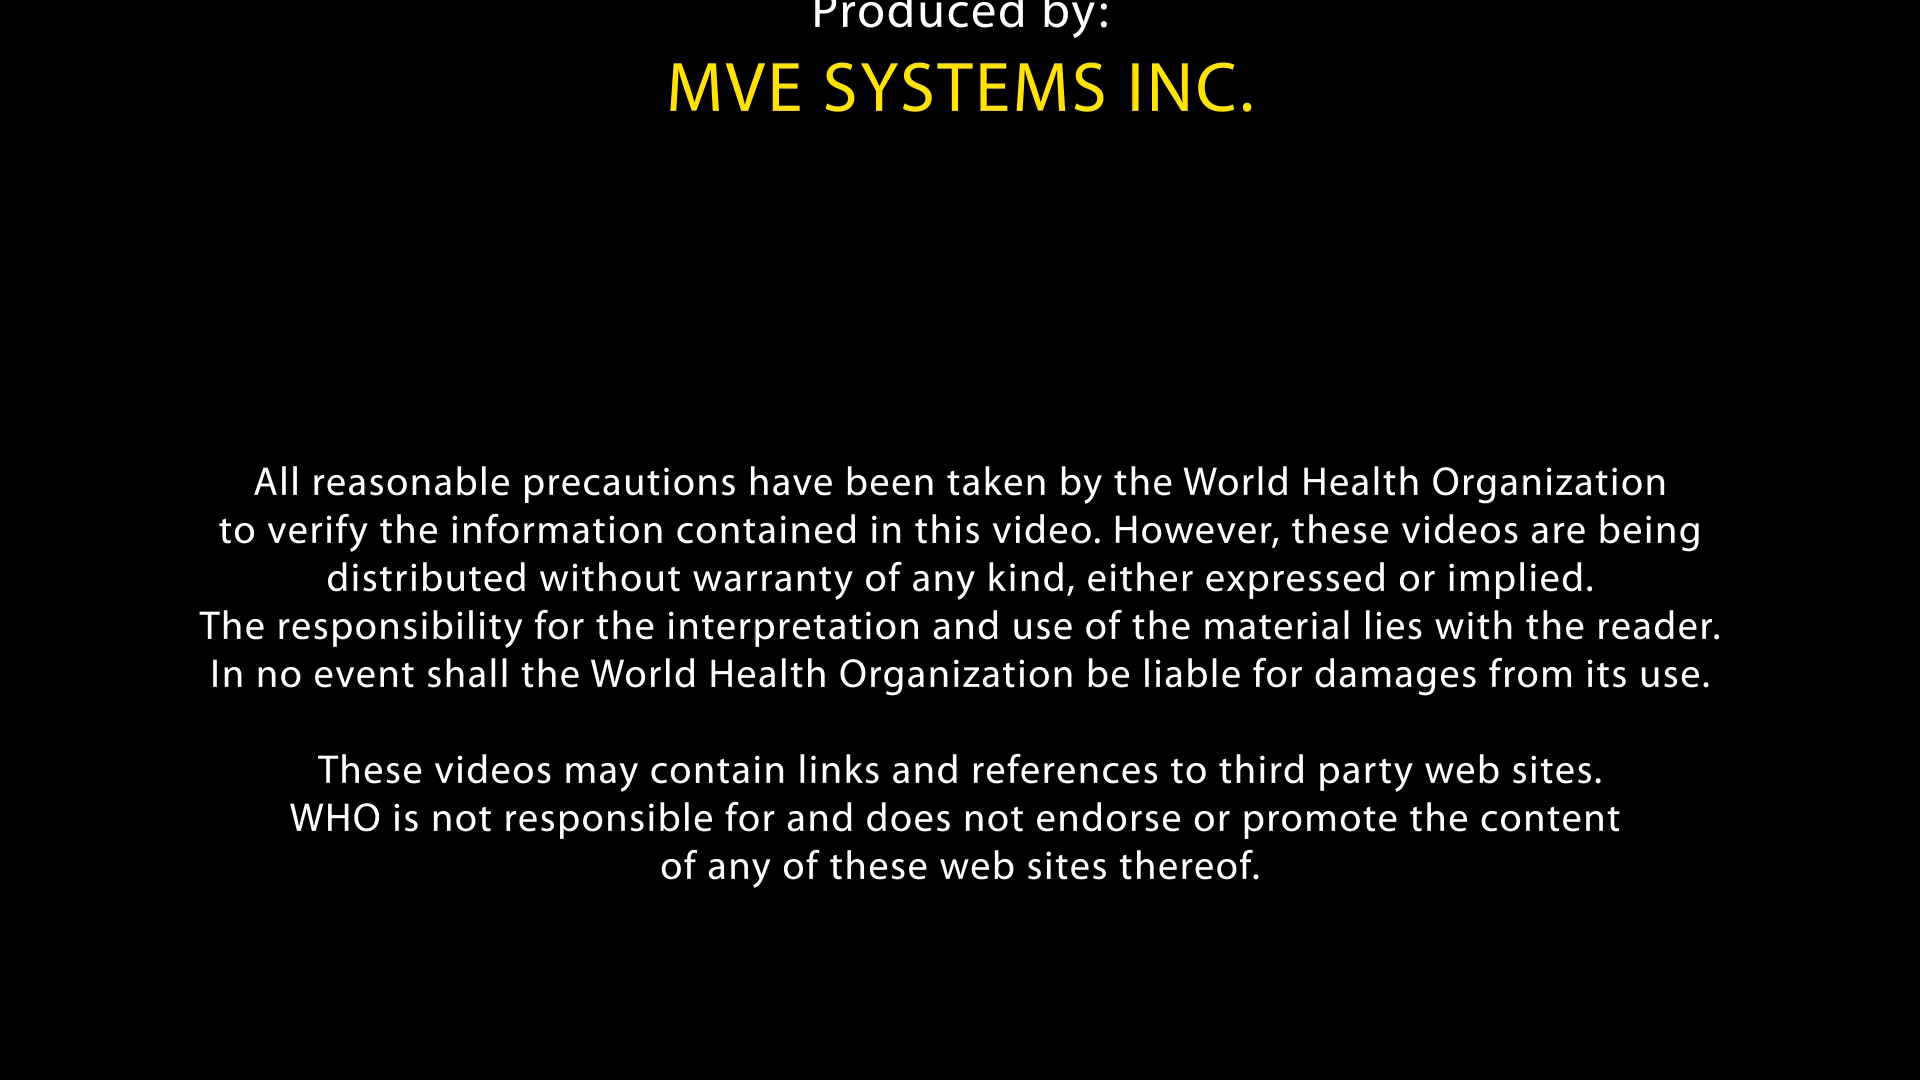 Produced by:
MVE SYSTEMS INC.
All reasonable precautions have been taken by the World Health Organization
to verify the information contained in this video. However, these videos are being
distributed without warranty of any kind, either expressed or implied.
The responsibility for the interpretation and use of the material lies with the reader.
In no event shall the World Health Organization be liable for damages from its use.
These videos may contain links and references to third party web sites.
WHO is not responsible for and does not endorse or promote the content
of any of these web sites thereof.